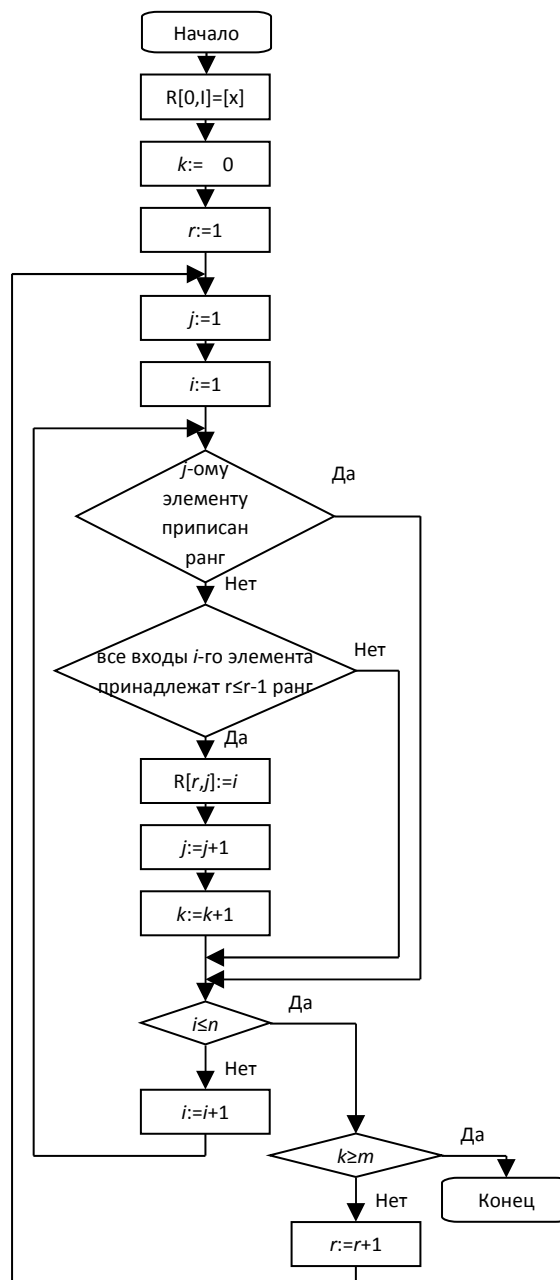 Начало
R[0,I]=[x]
k:= 0
r:=1
j:=1
i:=1
j-ому
элементу
приписан
ранг
Да
Нет
все входы i-го элемента
принадлежат r≤r-1 ранг
Нет
Да
R[r,j]:=i
j:=j+1
k:=k+1
i≤n
Да
Нет
i:=i+1
k≥m
Да
Нет
Конец
r:=r+1